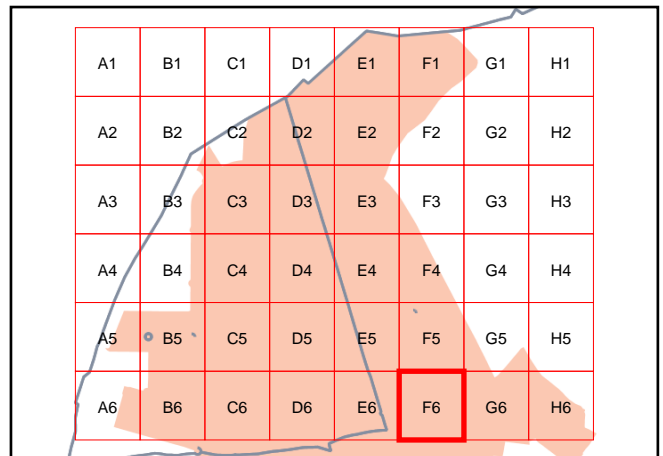 A1 B1 C1 D1 E1 F1 G1 H1
A2 B2 C2 D2 E2 F2 G2 H2
A3 B3 C3 D3 E3 F3 G3 H3
A4 B4 C4 D4 E4 F4 G4 H4
A5 B5 C5 D5 E5 F5 G5 H5
A6 B6 C6 D6 E6 F6 G6 H6